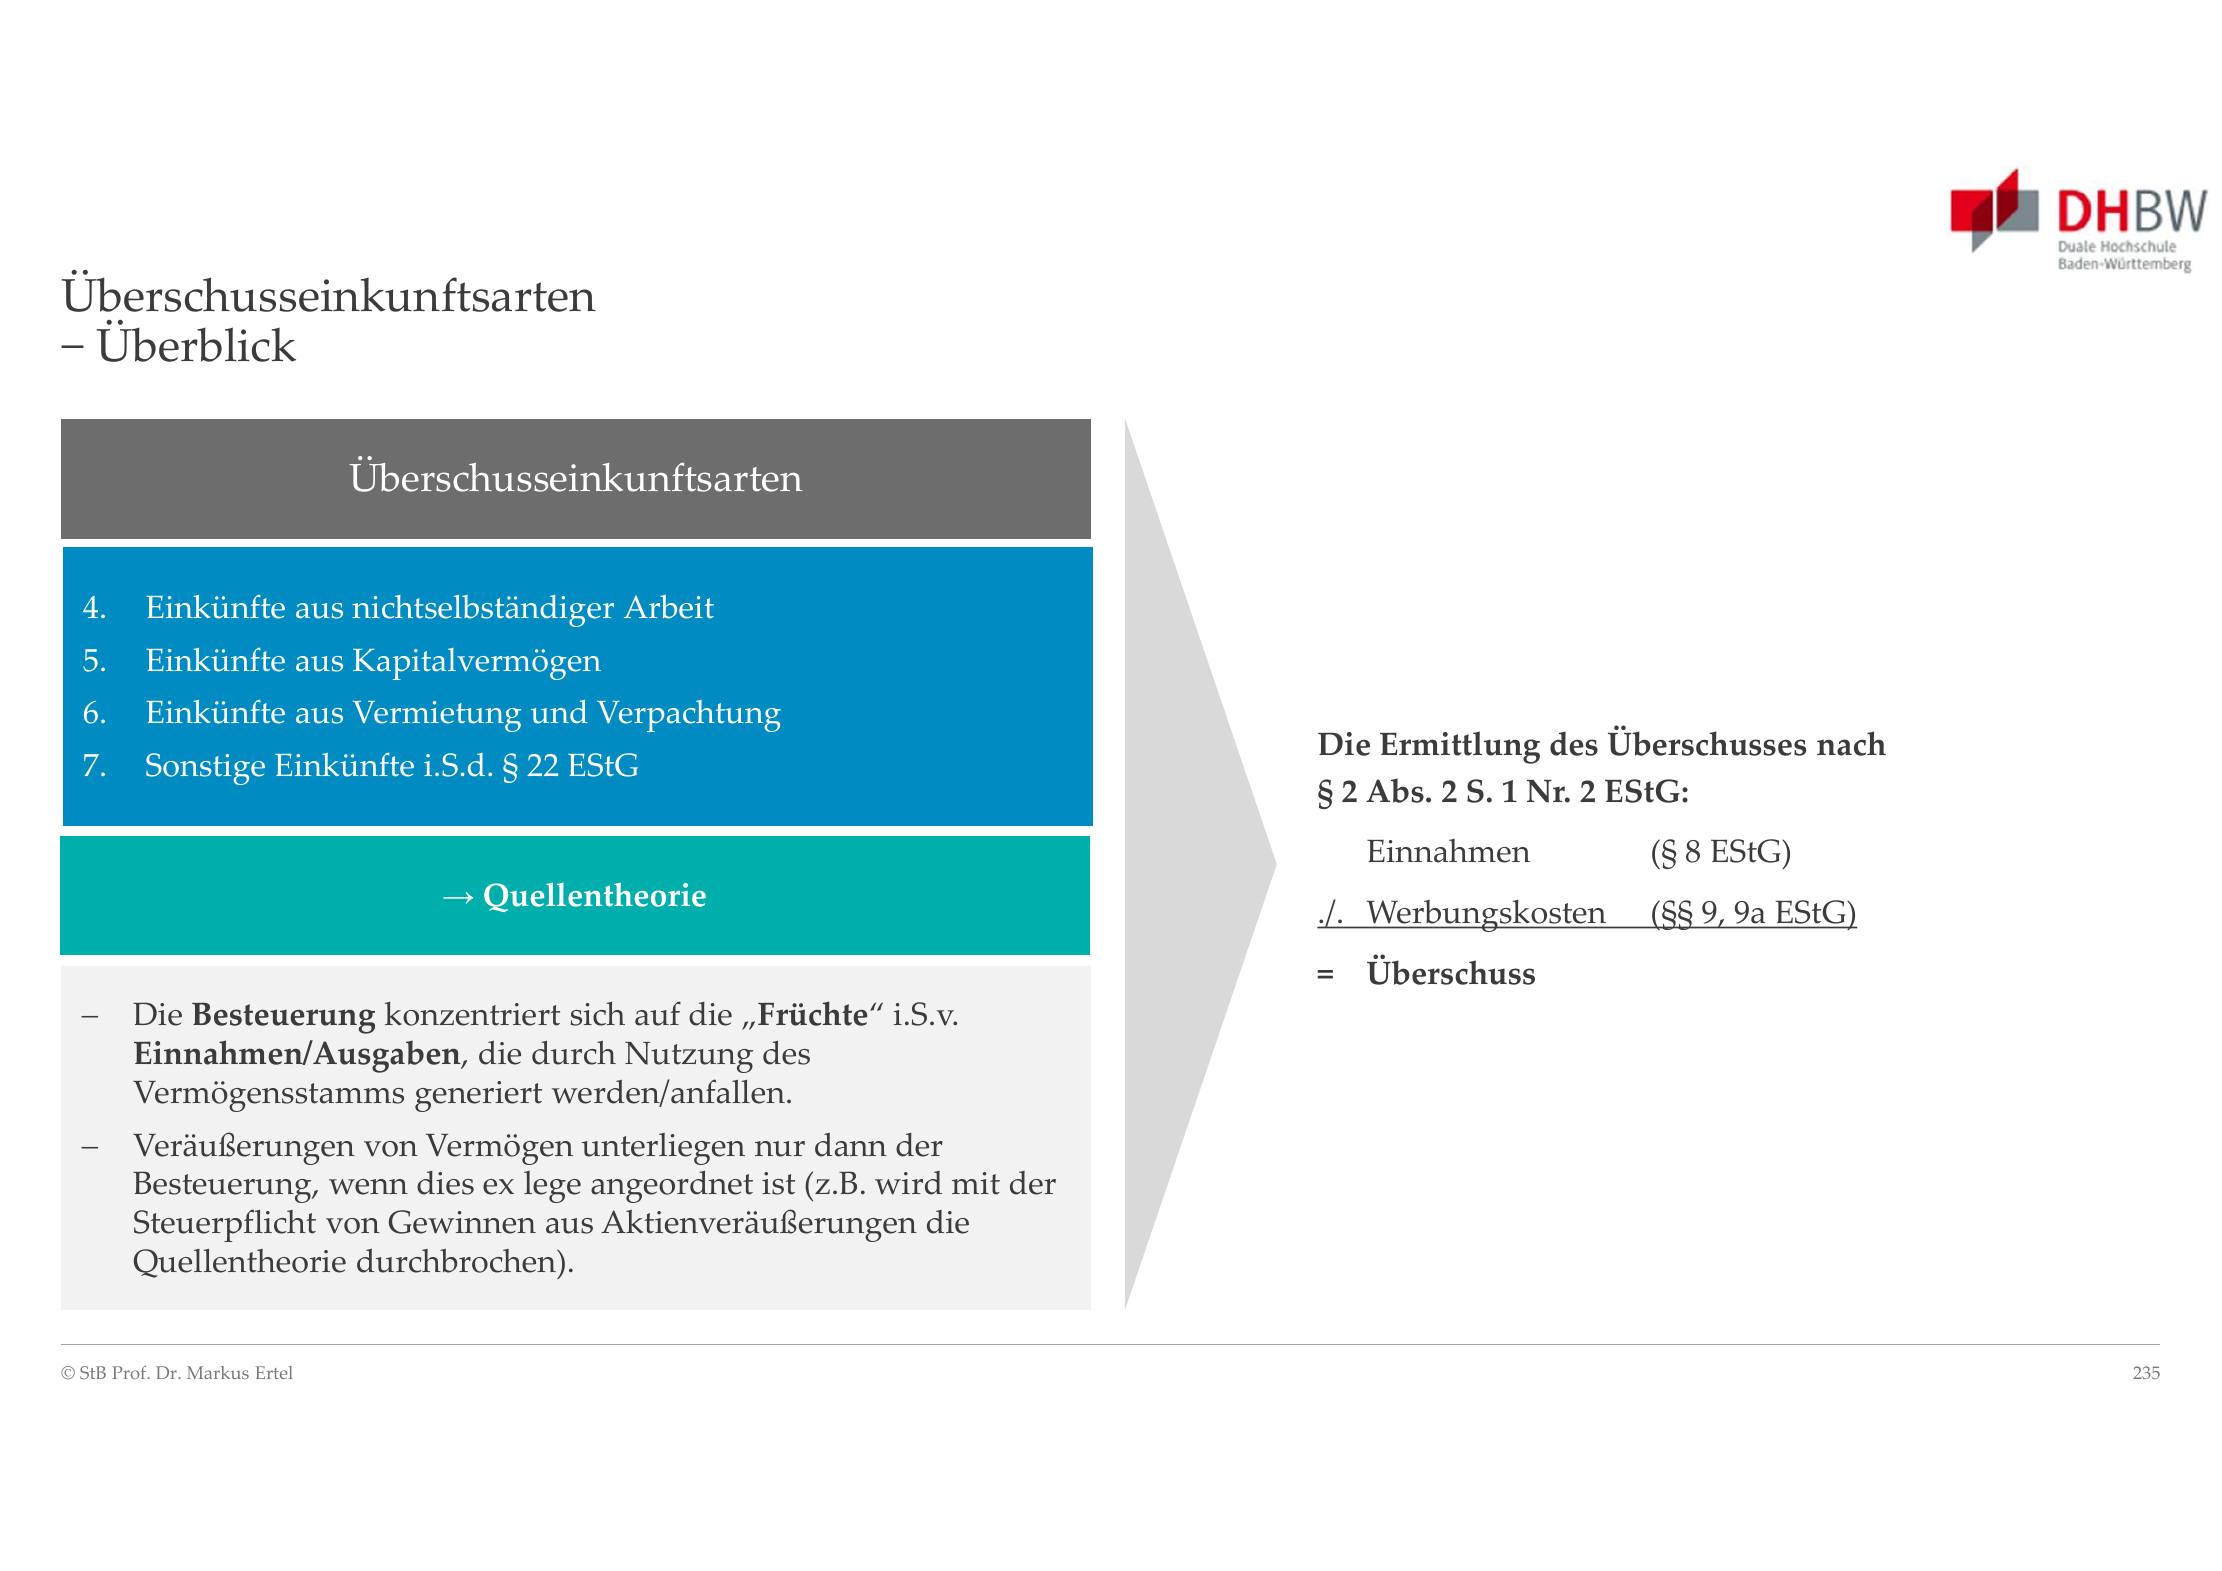 DHBW
Duale Hochschule
Baden-Württemberg
Überschusseinkunftsarten
– Überblick
Überschusseinkunftsarten
4. Einkünfte aus nichtselbständiger Arbeit
5. Einkünfte aus Kapitalvermögen
6. Einkünfte aus Vermietung und Verpachtung
7. Sonstige Einkünfte i.S.d. § 22 EStG
→ Quellentheorie
– Die Besteuerung konzentriert sich auf die „Früchte“ i.S.v.
Einnahmen/Ausgaben, die durch Nutzung des
Vermögensstamms generiert werden/anfallen.
– Veräußerungen von Vermögen unterliegen nur dann der
Besteuerung, wenn dies ex lege angeordnet ist (z.B. wird mit der
Steuerpflicht von Gewinnen aus Aktienveräußerungen die
Quellentheorie durchbrochen).
Die Ermittlung des Überschusses nach
§ 2 Abs. 2 S. 1 Nr. 2 EStG:
Einnahmen (§ 8 EStG)
./. Werbungskosten (§§ 9, 9a EStG)
= Überschuss
© StB Prof. Dr. Markus Ertel
235